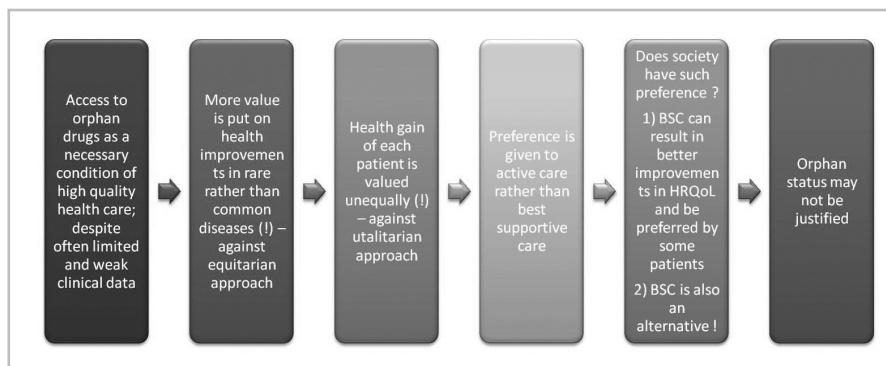 Access to
orphan
drugs as a
necessary
condition of
high quality
health care;
despite
often limited
and weak
clinical data
More value
is put on
health
improvemen
ts in rare
rather than
common
diseases (!) –
against
equitarian
approach
Health gain
of each
patient is
valued
unequally (!)
– against
utalitarian
approach
Preference is
given to
active care
rather than
best
supportive
care
Does society
have such
preference ?
1) BSC can
result in
better
improvements
in HRQoL
and be
preferred by
some
patients
2) BSC is also
an
alternative !
Orphan
status may
not be
justified